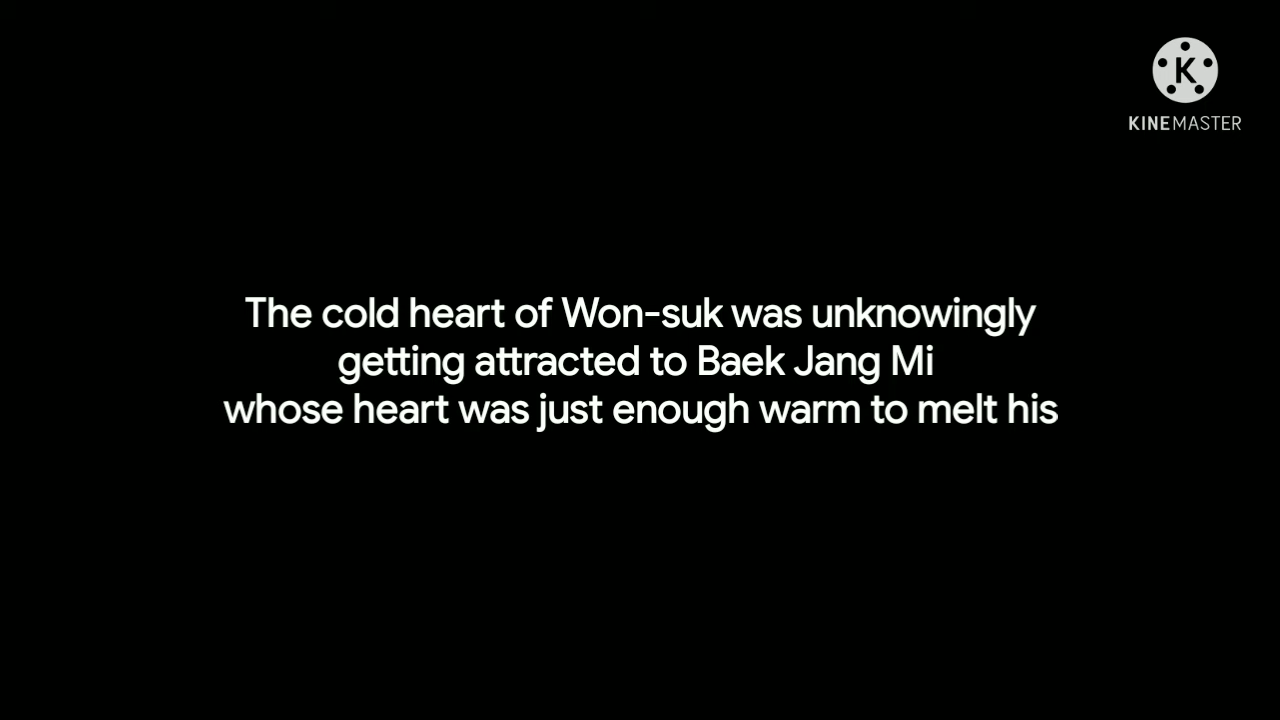 K
KINEMASTER
The cold heart of Won-suk was unknowingly
getting attracted to Baek Jang Mi
whose heart was just enough warm to melt his